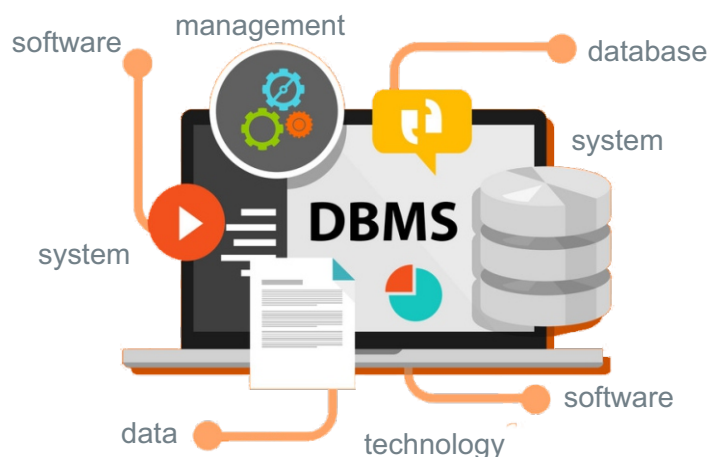 management
software
database
system
DBMS
system
software
data
technology